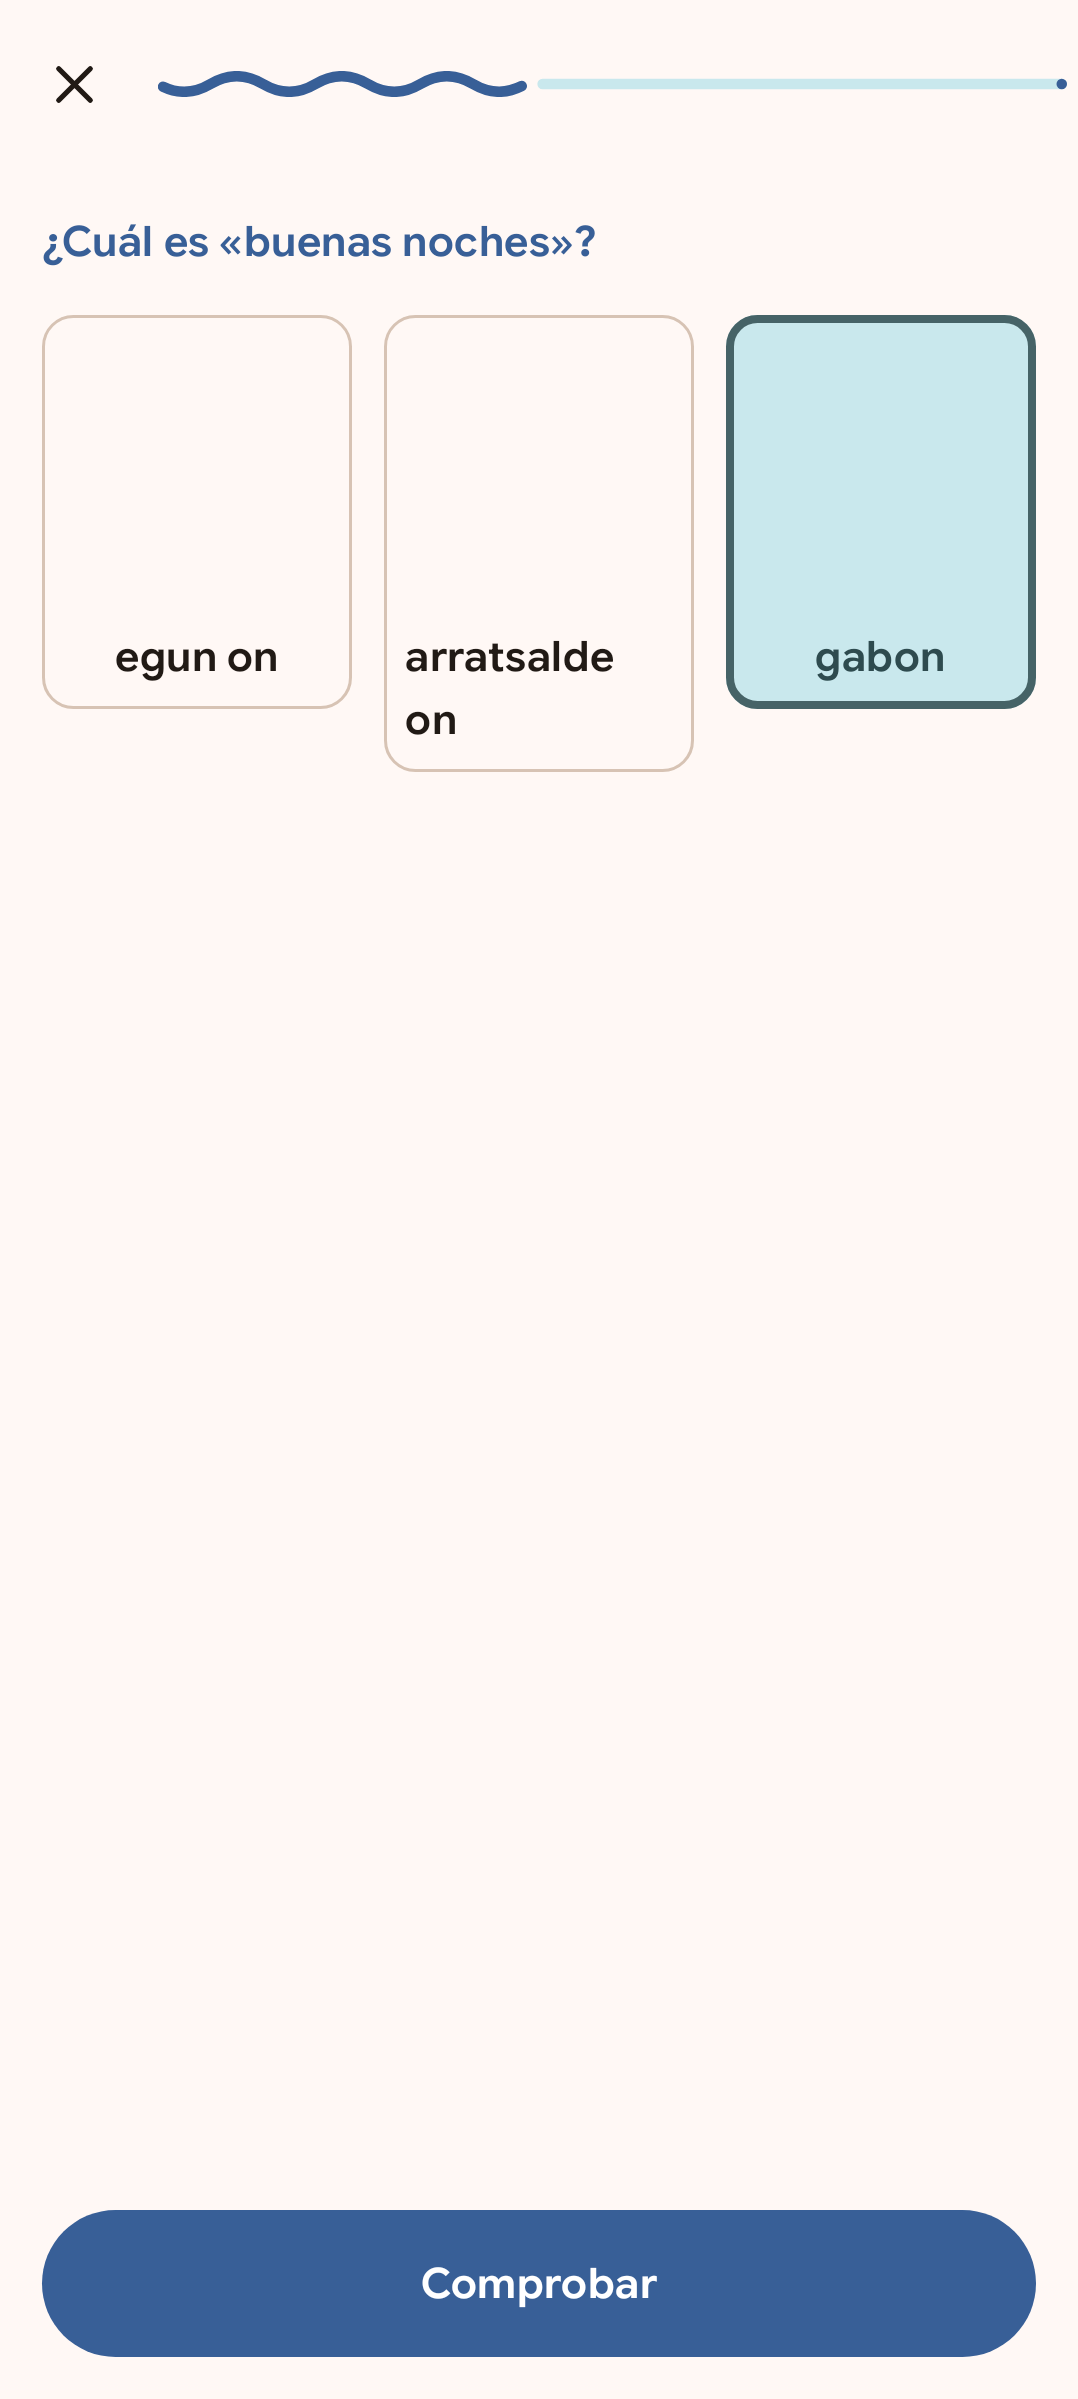 ¿Cuál es «buenas noches»?
egun on
arratsalde
on
gabon
Comprobar